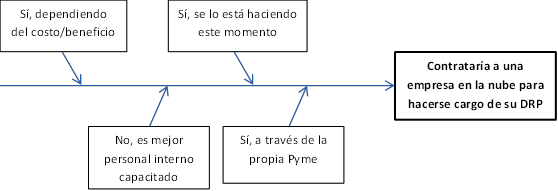 Sí, dependiendo
del costo/beneficio
Sí, se lo está haciendo
este momento
Contrataría a una
empresa en la nube para
hacerse cargo de su DRP
No, es mejor
personal interno
capacitado
Sí, a través de la
propia Pyme